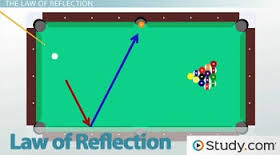 THE LAW OF REFLECTION
Law of Reflection
Study.com